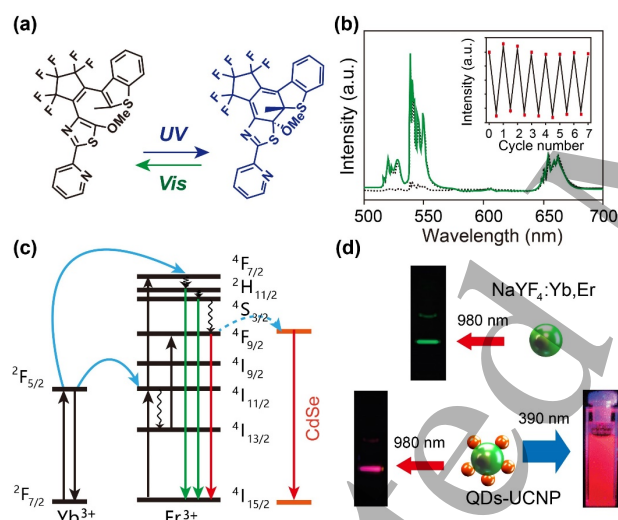 (a)
F F
F F
F F
S
OMe
N
S
N
UV
Vis
F F
F F
F F
S
OMe
N
S
N
(b)
Intensity (a.u.)
Wavelength (nm)
500 550 600 650 700
Intensity (a.u.)
0 1 2 3 4 5 6 7
Cycle number
(c)
²F₅/₂
²F₇/₂
Yb³⁺
⁴F₇/₂
²H₁₁/₂
⁴S₃/₂
⁴F₉/₂
⁴I₉/₂
⁴I₁₁/₂
⁴I₁₃/₂
⁴I₁₅/₂
Er³⁺
CdSe
(d)
NaYF₄:Yb,Er
980 nm
980 nm
390 nm
QDs-UCNP